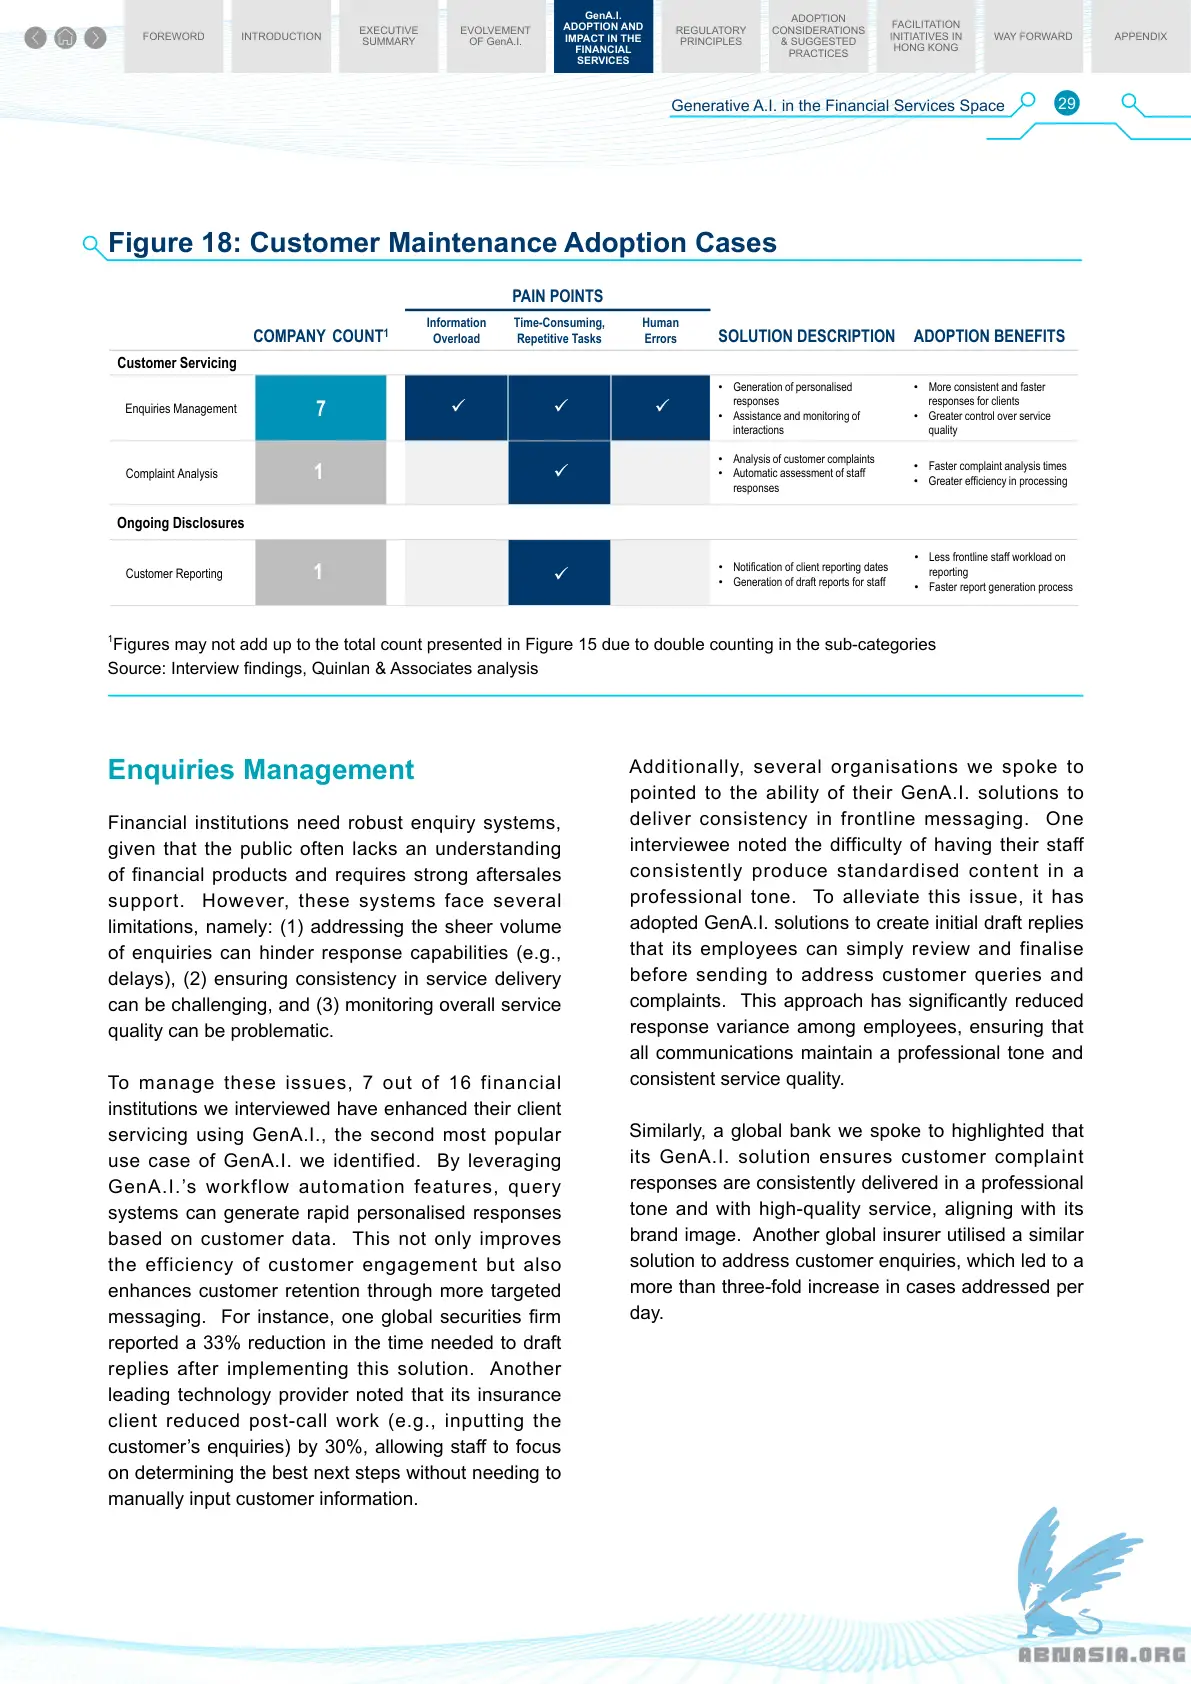 FOREWORD
INTRODUCTION
EXECUTIVE
SUMMARY
EVOLVEMENT
OF GenA.I.
GenA.I.
ADOPTION AND
IMPACT IN THE
FINANCIAL
SERVICES
REGULATORY
PRINCIPLES
ADOPTION
CONSIDERATIONS
& SUGGESTED
PRACTICES
FACILITATION
INITIATIVES IN
HONG KONG
WAY FORWARD
APPENDIX
Generative A.I. in the Financial Services Space
29
Figure 18: Customer Maintenance Adoption Cases
PAIN POINTS
COMPANY COUNT1
Information
Overload
Time-Consuming,
Repetitive Tasks
Human
Errors
SOLUTION DESCRIPTION
ADOPTION BENEFITS
Customer Servicing
Enquiries Management
7
✓
✓
✓
• Generation of personalised
responses
• Assistance and monitoring of
interactions
• More consistent and faster
responses for clients
• Greater control over service
quality
Complaint Analysis
1
✓
• Analysis of customer complaints
• Automatic assessment of staff
responses
• Faster complaint analysis times
• Greater efficiency in processing
Ongoing Disclosures
Customer Reporting
1
✓
• Notification of client reporting dates
• Generation of draft reports for staff
• Less frontline staff workload on
reporting
• Faster report generation process
1Figures may not add up to the total count presented in Figure 15 due to double counting in the sub-categories
Source: Interview findings, Quinlan & Associates analysis
Enquiries Management
Financial institutions need robust enquiry systems,
given that the public often lacks an understanding
of financial products and requires strong aftersales
support. However, these systems face several
limitations, namely: (1) addressing the sheer volume
of enquiries can hinder response capabilities (e.g.,
delays), (2) ensuring consistency in service delivery
can be challenging, and (3) monitoring overall service
quality can be problematic.
To manage these issues, 7 out of 16 financial
institutions we interviewed have enhanced their client
servicing using GenA.I., the second most popular
use case of GenA.I. we identified. By leveraging
GenA.I.'s workflow automation features, query
systems can generate rapid personalised responses
based on customer data. This not only improves
the efficiency of customer engagement but also
enhances customer retention through more targeted
messaging. For instance, one global securities firm
reported a 33% reduction in the time needed to draft
replies after implementing this solution. Another
leading technology provider noted that its insurance
client reduced post-call work (e.g., inputting the
customer's enquiries) by 30%, allowing staff to focus
on determining the best next steps without needing to
manually input customer information.
Additionally, several organisations we spoke to
pointed to the ability of their GenA.I. solutions to
deliver consistency in frontline messaging. One
interviewee noted the difficulty of having their staff
consistently produce standardised content in a
professional tone. To alleviate this issue, it has
adopted GenA.I. solutions to create initial draft replies
that its employees can simply review and finalise
before sending to address customer queries and
complaints. This approach has significantly reduced
response variance among employees, ensuring that
all communications maintain a professional tone and
consistent service quality.
Similarly, a global bank we spoke to highlighted that
its GenA.I. solution ensures customer complaint
responses are consistently delivered in a professional
tone and with high-quality service, aligning with its
brand image. Another global insurer utilised a similar
solution to address customer enquiries, which led to a
more than three-fold increase in cases addressed per
day.
ABNASIA.ORG